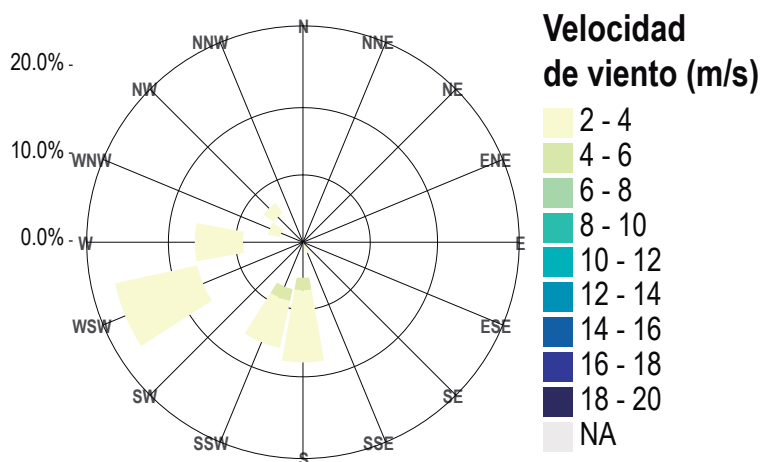 N
NNW
NNE
20.0%
NW
NE
10.0%
WNW
ENE
0.0%
W
E
WSW
ESE
SW
SE
SSW
SSE
S
Velocidad
de viento (m/s)
2 - 4
4 - 6
6 - 8
8 - 10
10 - 12
12 - 14
14 - 16
16 - 18
18 - 20
NA